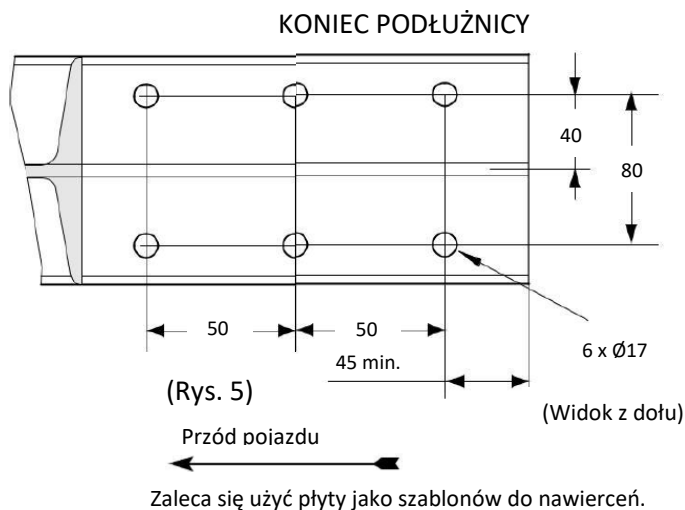 KONIEC PODŁUŻNICY
40
80
50
50
6 x Ø17
45 min.
(Rys. 5)
(Widok z dołu)
Przód pojazdu
Zaleca się użyć płyty jako szablonów do nawierceń.